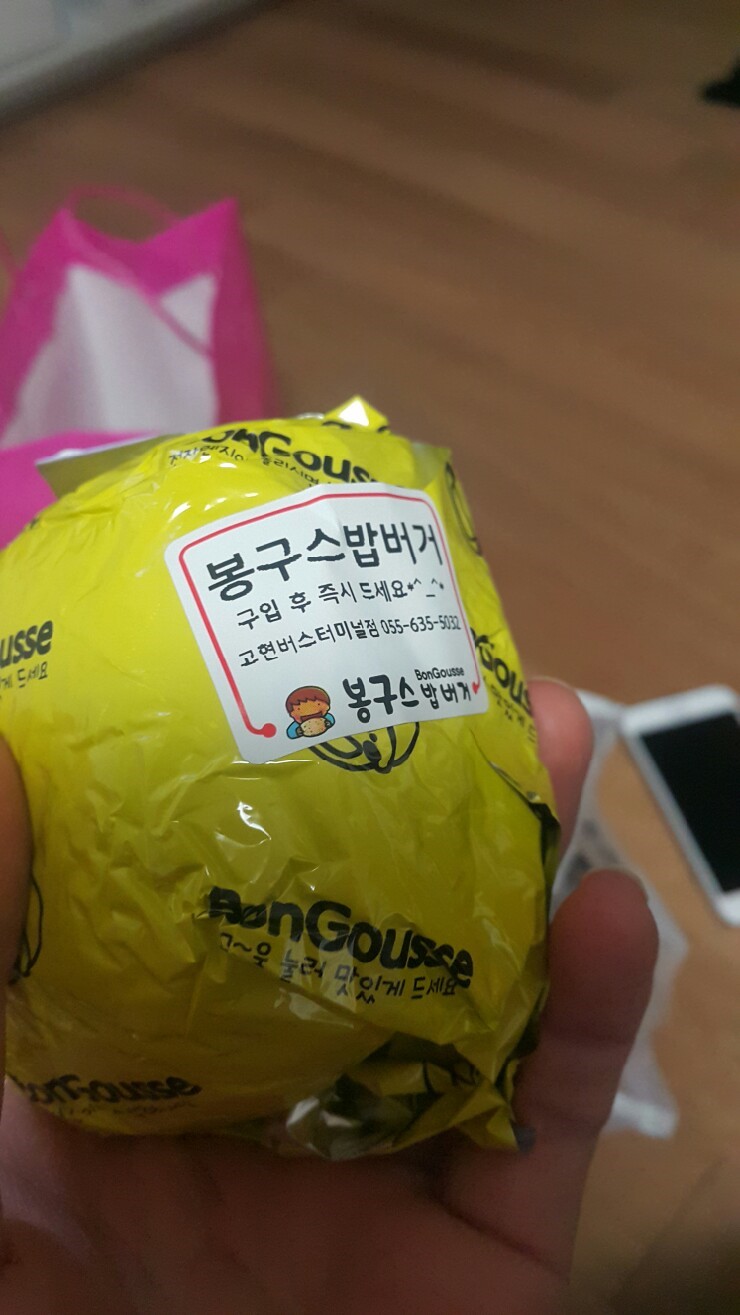 BonGousse
봉구스밥버거
구입 후 즉시 드세요*^_^*
고현버스터미널점 055-635-5032
BonGousse
봉구스밥버거
BonGousse
꾸~욱 눌러 맛있게 드세요
BonGousse